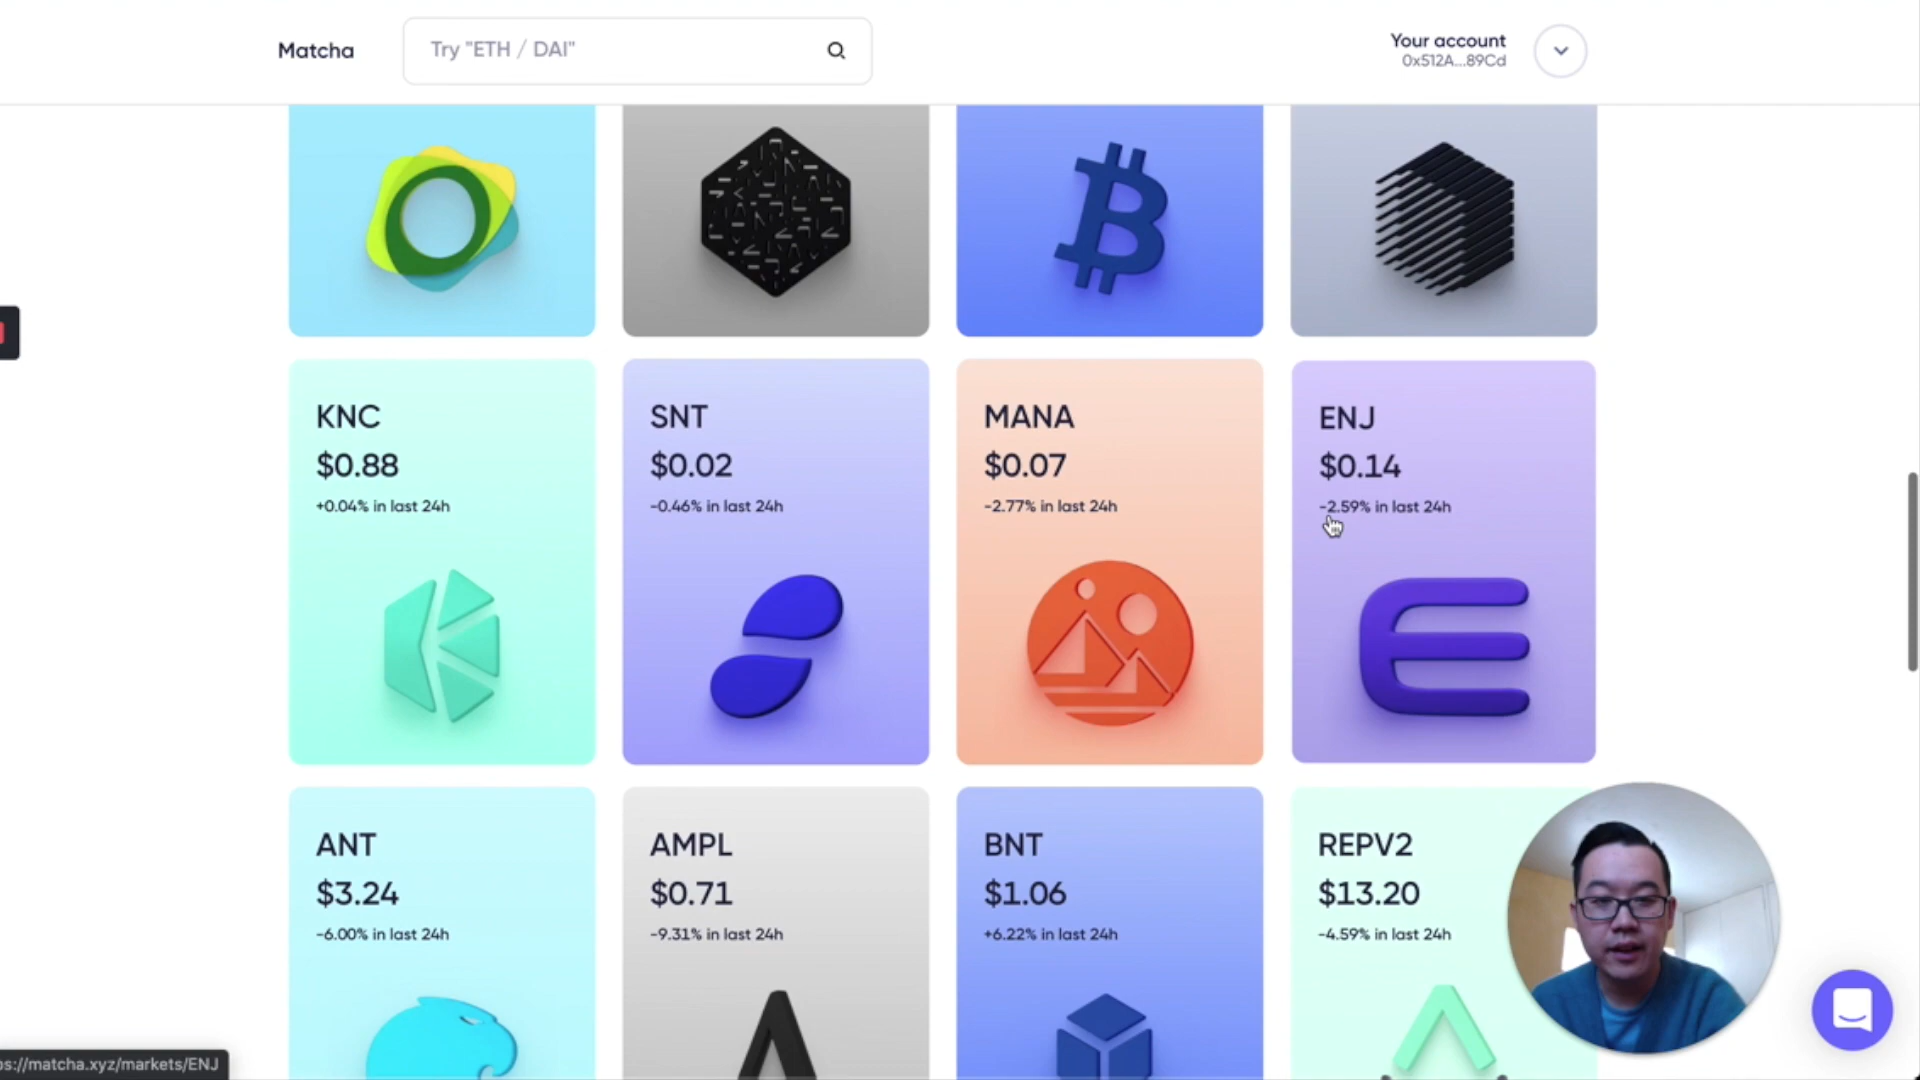 Matcha
Try "ETH / DAI"
Your account
0x512A...89Cd
KNC
$0.88
+0.04% in last 24h
SNT
$0.02
-0.46% in last 24h
MANA
$0.07
-2.77% in last 24h
ENJ
$0.14
-2.59% in last 24h
ANT
$3.24
-6.00% in last 24h
AMPL
$0.71
-9.31% in last 24h
BNT
$1.06
+6.22% in last 24h
REPV2
$13.20
-4.59% in last 24h
ps://matcha.xyz/markets/ENJ